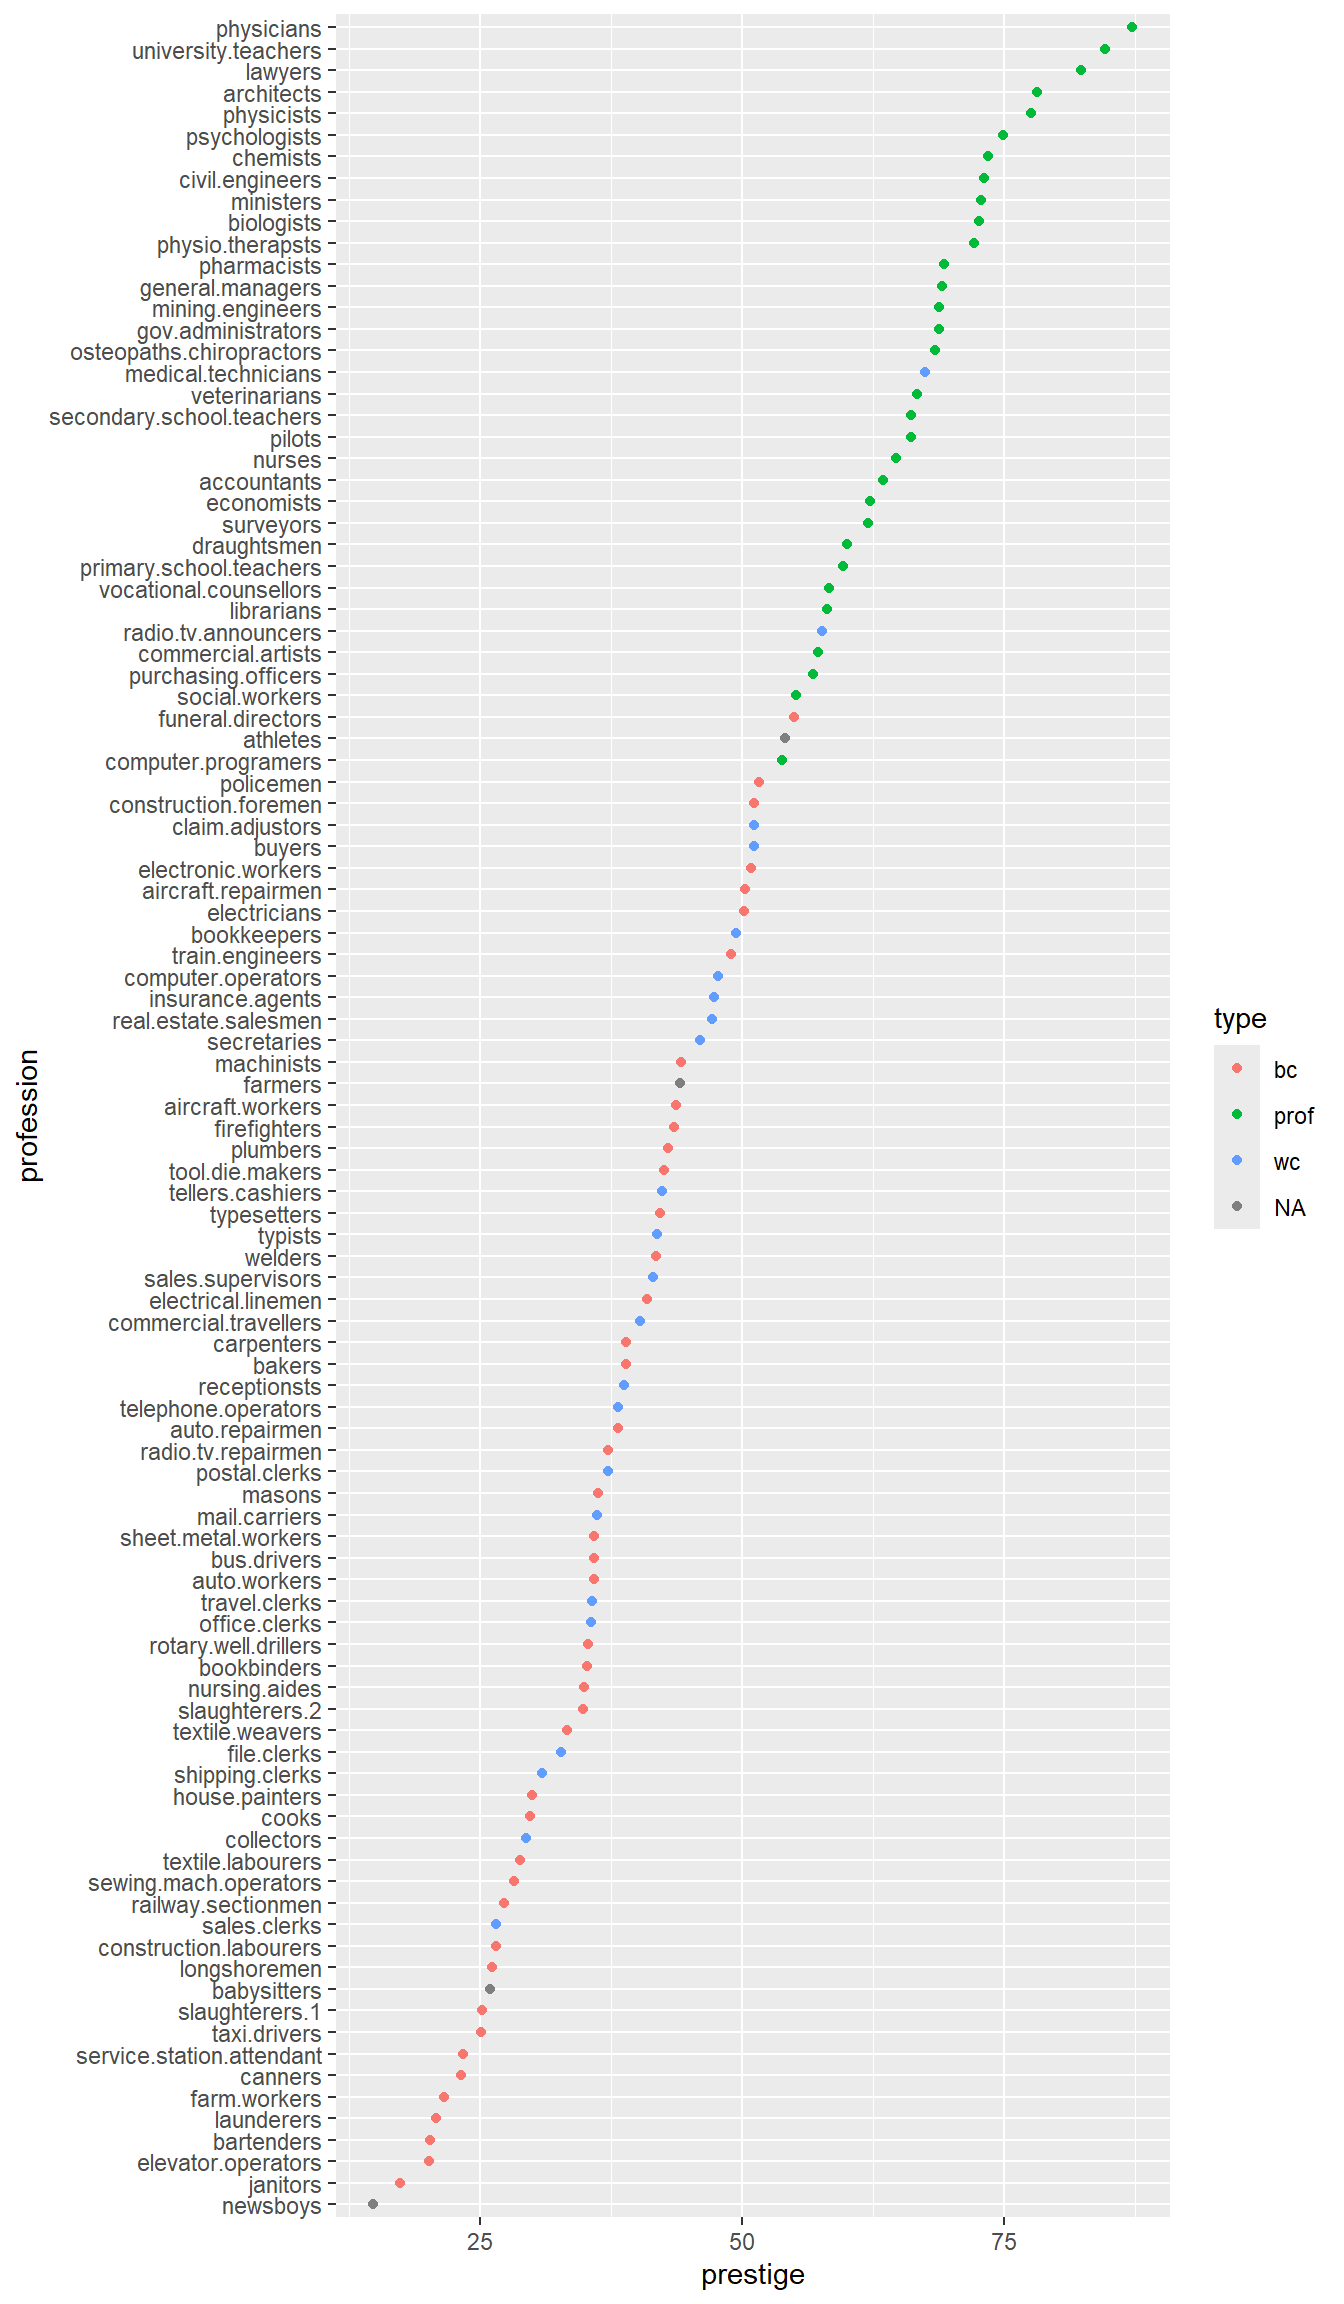 physicians
university.teachers
lawyers
architects
physicists
psychologists
chemists
civil.engineers
ministers
biologists
physio.therapsts
pharmacists
general.managers
mining.engineers
gov.administrators
osteopaths.chiropractors
medical.technicians
veterinarians
secondary.school.teachers
pilots
nurses
accountants
economists
surveyors
draughtsmen
primary.school.teachers
vocational.counsellors
librarians
radio.tv.announcers
commercial.artists
purchasing.officers
social.workers
funeral.directors
athletes
computer.programers
policemen
construction.foremen
claim.adjustors
buyers
electronic.workers
aircraft.repairmen
electricians
bookkeepers
train.engineers
computer.operators
insurance.agents
real.estate.salesmen
secretaries
machinists
farmers
aircraft.workers
firefighters
plumbers
tool.die.makers
tellers.cashiers
typesetters
typists
welders
sales.supervisors
electrical.linemen
commercial.travellers
carpenters
bakers
receptionsts
telephone.operators
auto.repairmen
radio.tv.repairmen
postal.clerks
masons
mail.carriers
sheet.metal.workers
bus.drivers
auto.workers
travel.clerks
office.clerks
rotary.well.drillers
bookbinders
nursing.aides
slaughterers.2
textile.weavers
file.clerks
shipping.clerks
house.painters
cooks
collectors
textile.labourers
sewing.mach.operators
railway.sectionmen
sales.clerks
construction.labourers
longshoremen
babysitters
slaughterers.1
taxi.drivers
service.station.attendant
canners
farm.workers
launderers
bartenders
elevator.operators
janitors
newsboys
profession
25 50 75
prestige
type
bc
prof
wc
NA